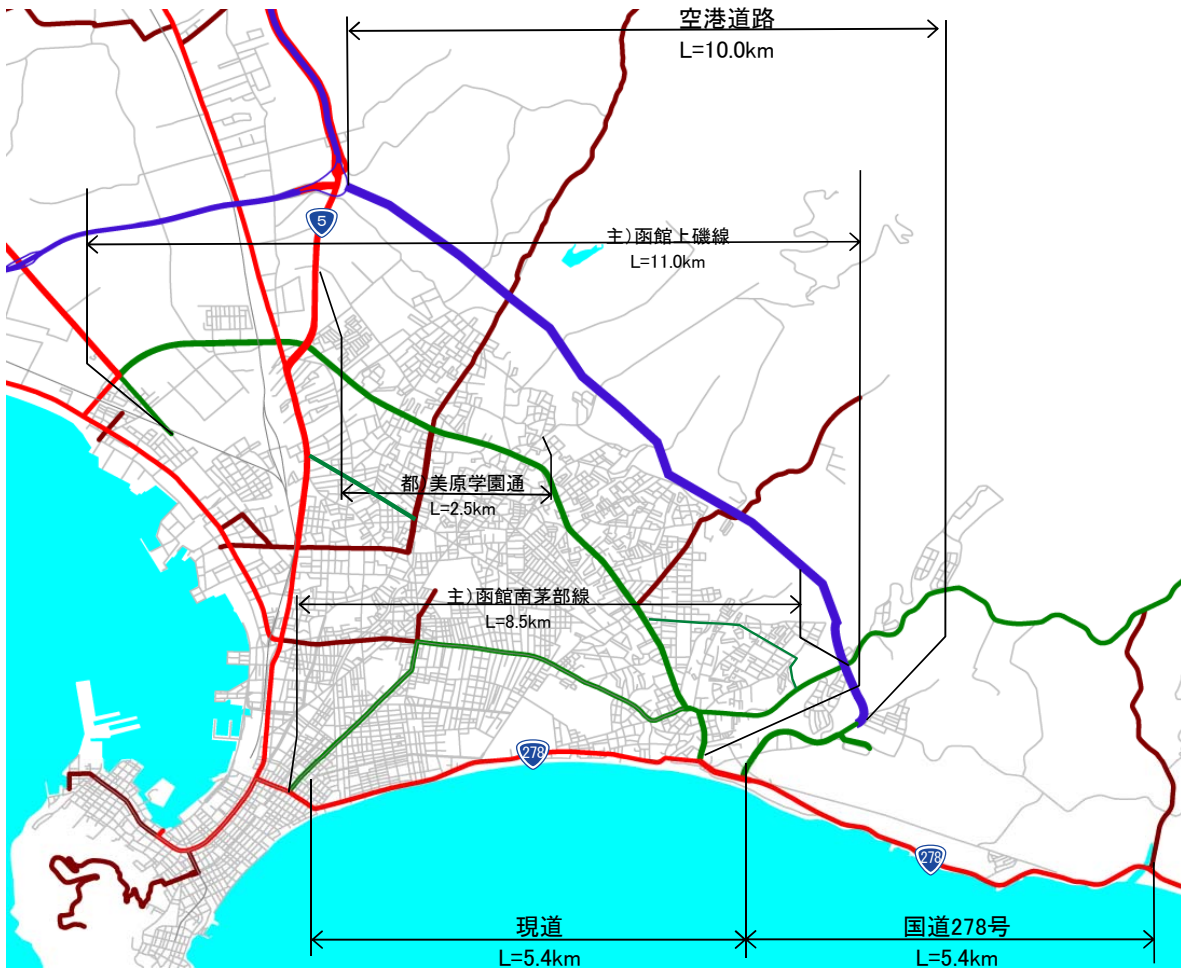 空港道路
L=10.0km
5
主)函館上磯線
L=11.0km
都)美原学園通
L=2.5km
主)函館南茅部線
L=8.5km
278
278
現道
L=5.4km
国道278号
L=5.4km